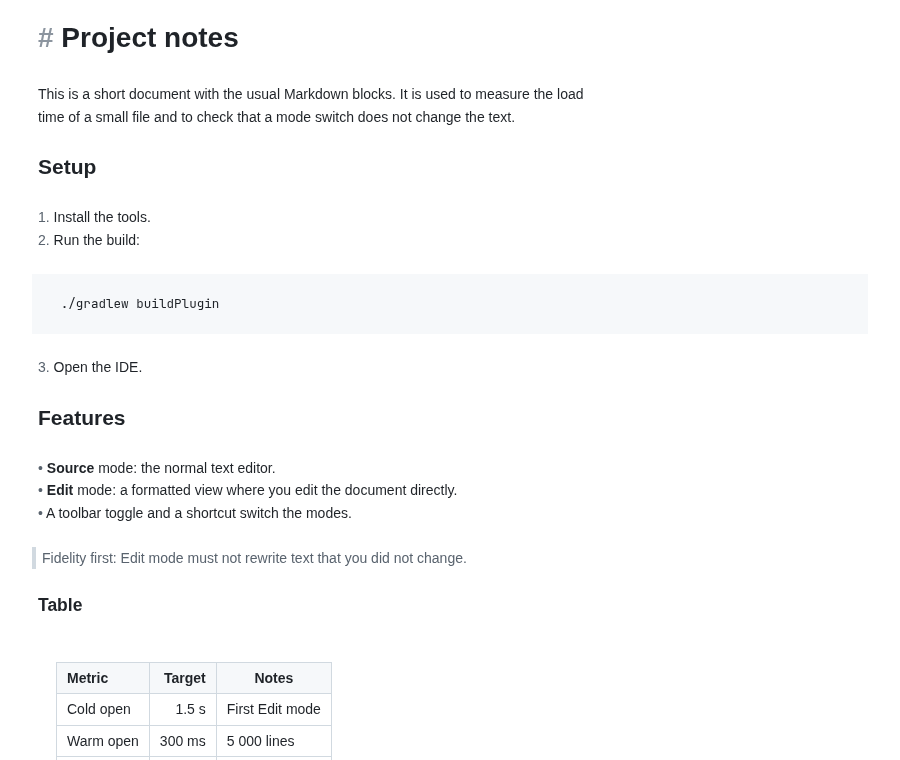 # Project notes
This is a short document with the usual Markdown blocks. It is used to measure the load
time of a small file and to check that a mode switch does not change the text.
Setup
1. Install the tools.
2. Run the build:
./gradlew buildPlugin
3. Open the IDE.
Features
• Source mode: the normal text editor.
• Edit mode: a formatted view where you edit the document directly.
• A toolbar toggle and a shortcut switch the modes.
Fidelity first: Edit mode must not rewrite text that you did not change.
Table
Metric Target Notes
Cold open 1.5 s First Edit mode
Warm open 300 ms 5 000 lines